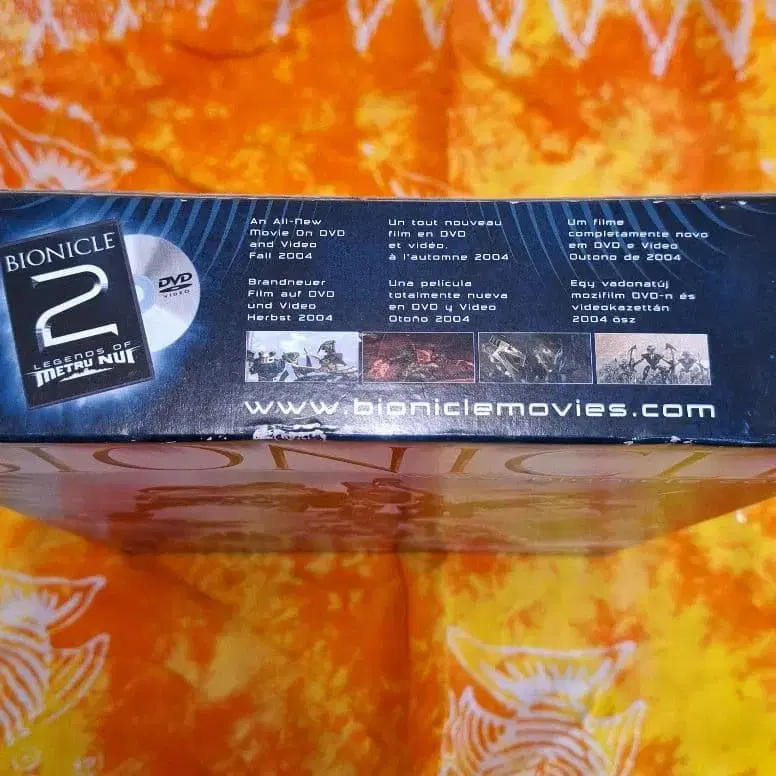 BIONICLE
2
LEGENDS OF
METRU NUI
DVD
VIDEO
An All-New
Movie On DVD
and Video
Fall 2004
Un tout nouveau
film en DVD
et vidéo.
à l'automne 2004
Um filme
completamente novo
em DVD e Video
Outono de 2004
Brandneuer
Film auf DVD
und Video
Herbst 2004
Una película
totalmente nueva
en DVD y Video
Otoño 2004
Egy vadonatúj
mozifilm DVD-n és
videokazettán
2004 ősz
www.bioniclemovies.com
BIONICL